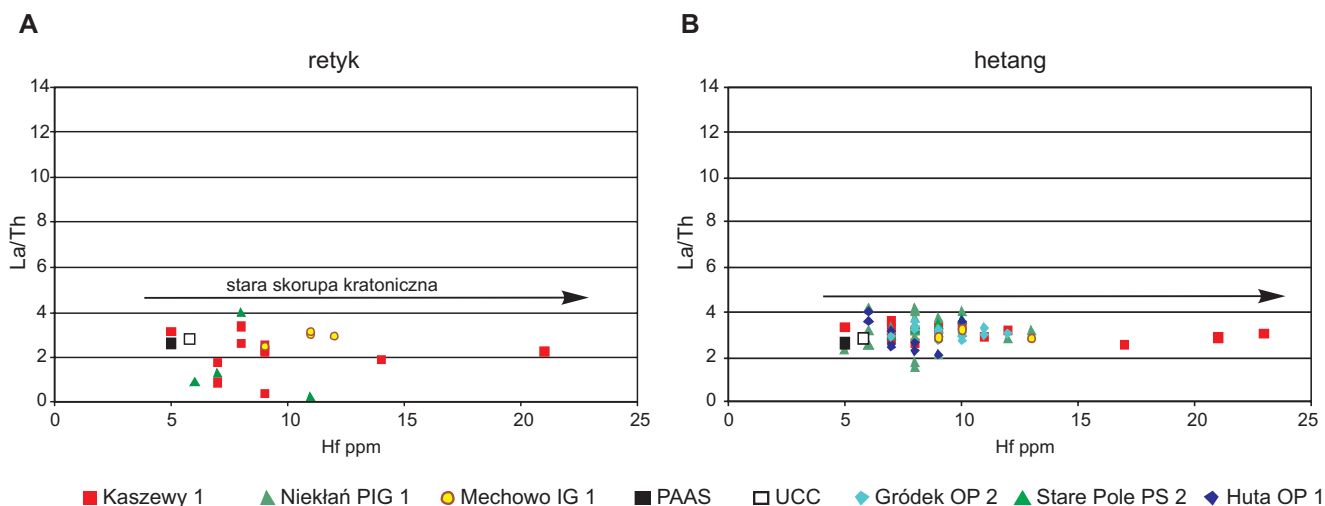 A
retyk
14
12
10
8
6
4
2
0
La/Th
stara skorupa kratoniczna
0 5 10 15 20 25
Hf ppm
B
hetang
14
12
10
8
6
4
2
0
La/Th
0 5 10 15 20 25
Hf ppm
Kaszewy 1 Niekłań PIG 1 Mechowo IG 1 PAAS UCC Gródek OP 2 Stare Pole PS 2 Huta OP 1